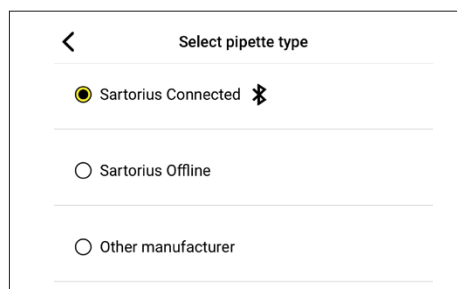 Select pipette type
Sartorius Connected
Sartorius Offline
Other manufacturer